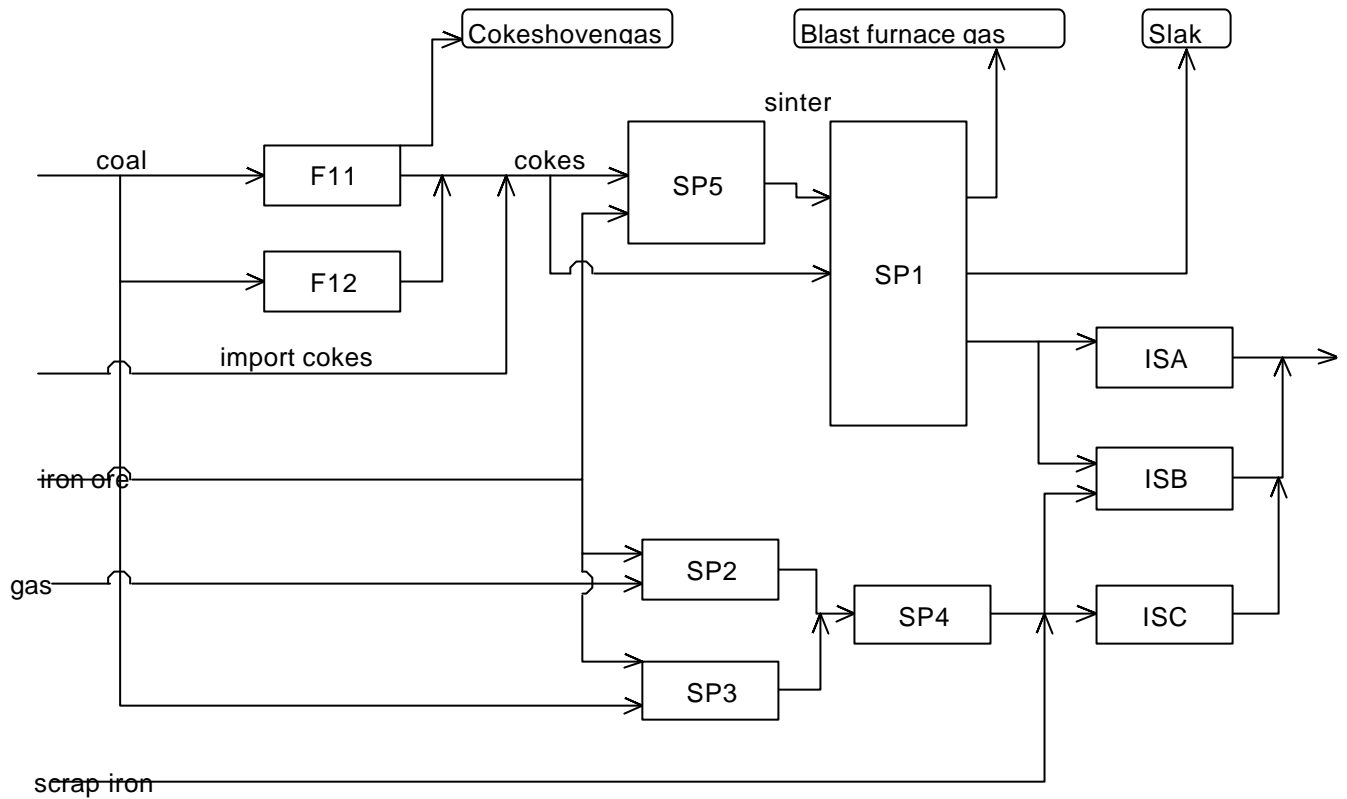 Cokeshovengas
Blast furnace gas
Slak
sinter
coal
F11
cokes
SP5
F12
SP1
import cokes
ISA
iron ore
ISB
SP2
gas
SP4
ISC
SP3
scrap iron